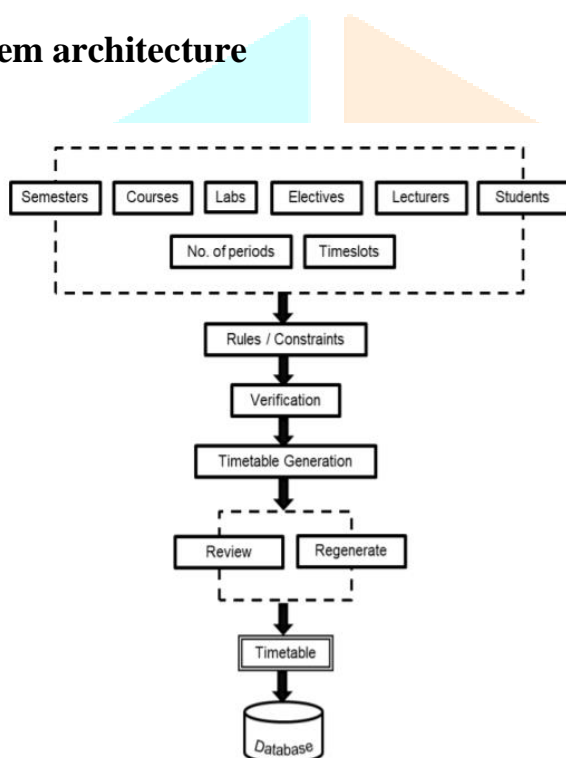 em architecture
Semesters Courses Labs Electives Lecturers Students
No. of periods Timeslots
Rules / Constraints
Verification
Timetable Generation
Review Regenerate
Timetable
Database